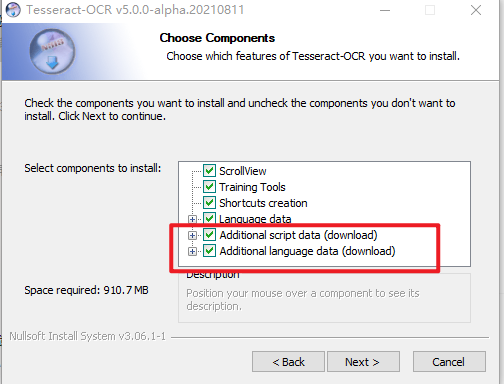 Tesseract-OCR v5.0.0-alpha.20210811
Choose Components
Choose which features of Tesseract-OCR you want to install.
Check the components you want to install and uncheck the components you don't want to
install. Click Next to continue.
Select components to install:
ScrollView
Training Tools
Shortcuts creation
Language data
Additional script data (download)
Additional language data (download)
Space required: 910.7 MB
Description
Position your mouse over a component to see its
description.
Nullsoft Install System v3.06.1-1
< Back
Next >
Cancel